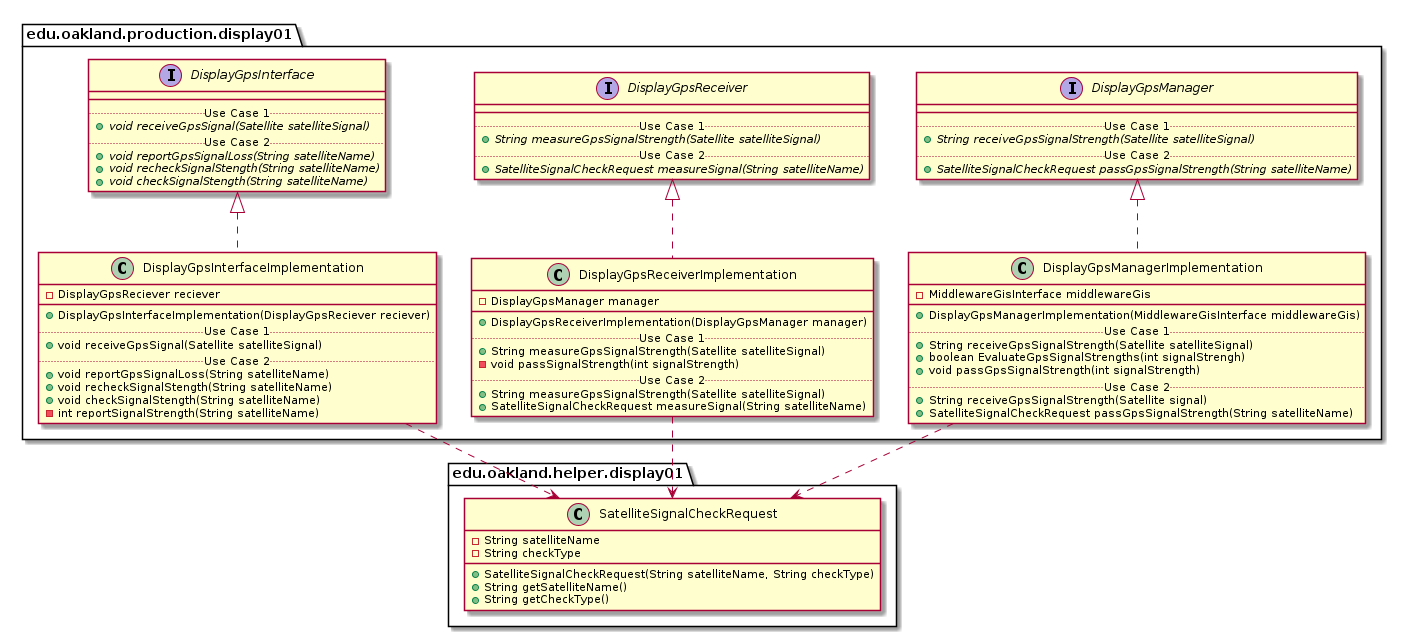 edu.oakland.production.display01
I DisplayGpsInterface
Use Case 1
void receiveGpsSignal(Satellite satelliteSignal)
Use Case 2
void reportGpsSignalLoss(String satelliteName)
void recheckSignalStength(String satelliteName)
void checkSignalStength(String satelliteName)
I DisplayGpsReceiver
Use Case 1
String measureGpsSignalStrength(Satellite satelliteSignal)
Use Case 2
SatelliteSignalCheckRequest measureSignal(String satelliteName)
I DisplayGpsManager
Use Case 1
String receiveGpsSignalStrength(Satellite satelliteSignal)
Use Case 2
SatelliteSignalCheckRequest passGpsSignalStrength(String satelliteName)
C DisplayGpsInterfaceImplementation
DisplayGpsReciever reciever
DisplayGpsInterfaceImplementation(DisplayGpsReciever reciever)
Use Case 1
void receiveGpsSignal(Satellite satelliteSignal)
Use Case 2
void reportGpsSignalLoss(String satelliteName)
void recheckSignalStength(String satelliteName)
void checkSignalStength(String satelliteName)
int reportSignalStrength(String satelliteName)
C DisplayGpsReceiverImplementation
DisplayGpsManager manager
DisplayGpsReceiverImplementation(DisplayGpsManager manager)
Use Case 1
String measureGpsSignalStrength(Satellite satelliteSignal)
void passSignalStrength(int signalStrength)
Use Case 2
String measureGpsSignalStrength(Satellite satelliteSignal)
SatelliteSignalCheckRequest measureSignal(String satelliteName)
C DisplayGpsManagerImplementation
MiddlewareGisInterface middlewareGis
DisplayGpsManagerImplementation(MiddlewareGisInterface middlewareGis)
Use Case 1
String receiveGpsSignalStrength(Satellite satelliteSignal)
boolean EvaluateGpsSignalStrengths(int signalStrengh)
void passGpsSignalStrength(int signalStrength)
Use Case 2
String receiveGpsSignalStrength(Satellite signal)
SatelliteSignalCheckRequest passGpsSignalStrength(String satelliteName)
edu.oakland.helper.display01
C SatelliteSignalCheckRequest
String satelliteName
String checkType
SatelliteSignalCheckRequest(String satelliteName, String checkType)
String getSatelliteName()
String getCheckType()